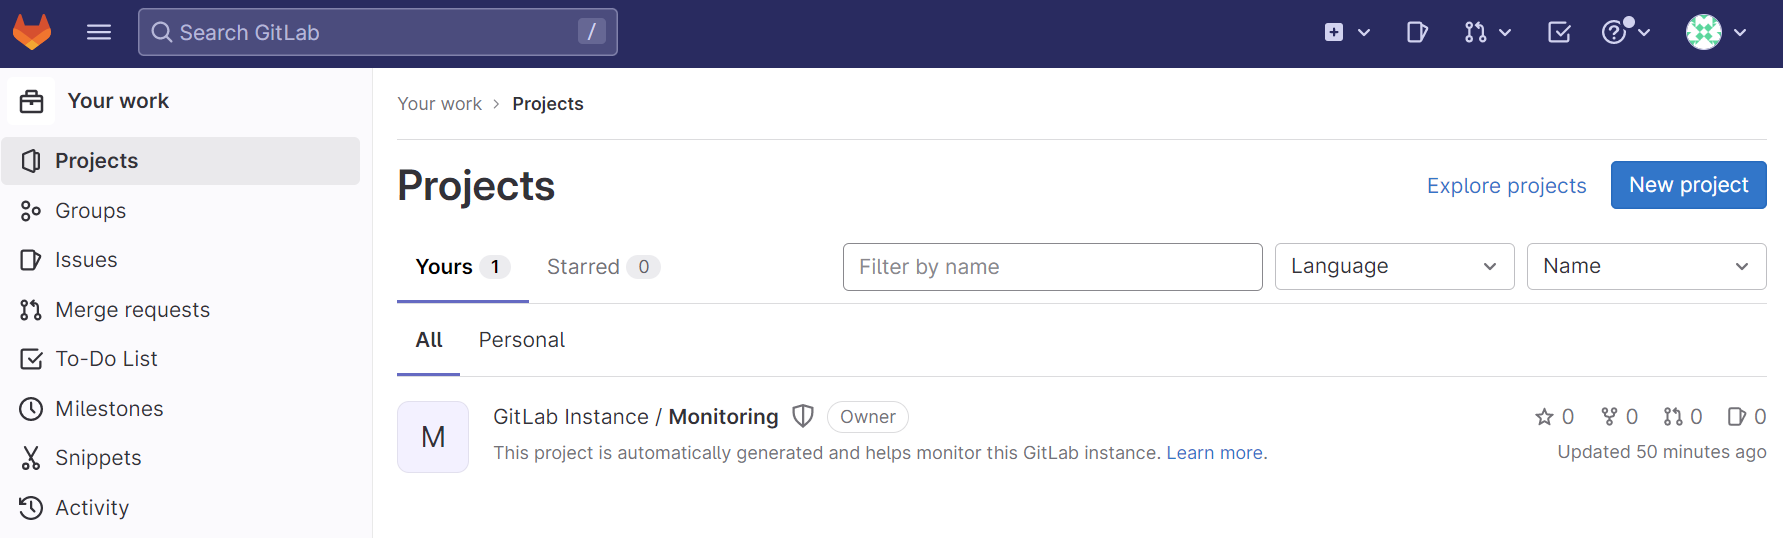 Search GitLab /
Your work
Projects
Groups
Issues
Merge requests
To-Do List
Milestones
Snippets
Activity
Your work > Projects
Projects
Explore projects New project
Yours 1 Starred 0 Filter by name Language Name
All Personal
M
GitLab Instance / Monitoring Owner 0 0 0 0
This project is automatically generated and helps monitor this GitLab instance. Learn more. Updated 50 minutes ago